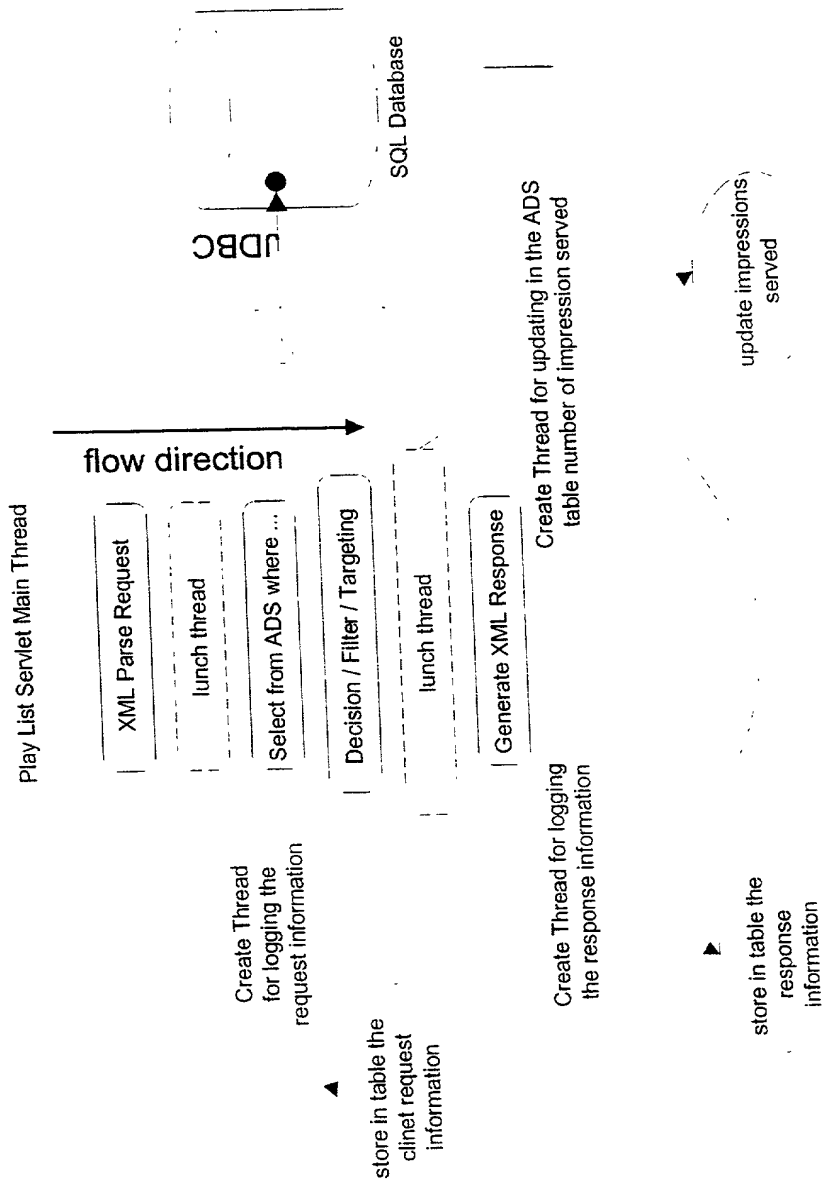 Play List Servlet Main Thread
XML Parse Request
lunch thread
Select from ADS where ...
Decision / Filter / Targeting
lunch thread
Generate XML Response
flow direction
JDBC
SQL Database
Create Thread
for logging the
request information
store in table the
clinet request
information
Create Thread for logging
the response information
store in table the
response
information
Create Thread for updating in the ADS
table number of impression served
update impressions
served